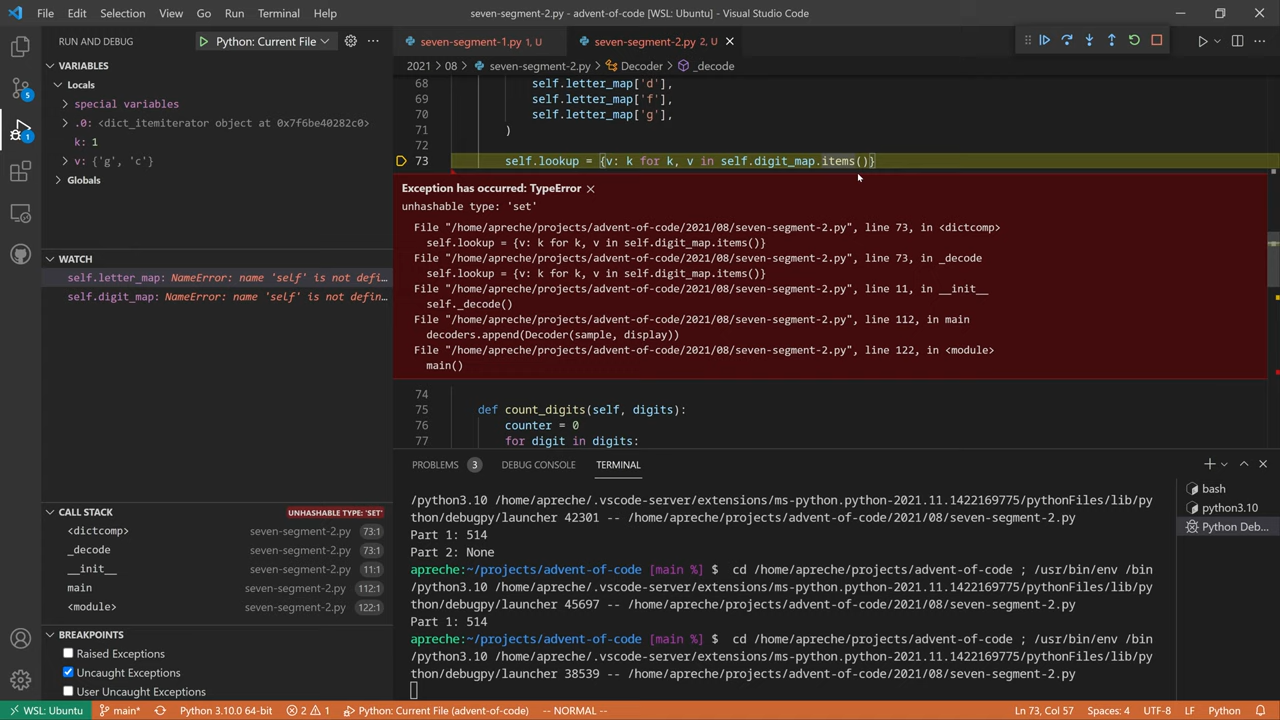 File Edit Selection View Go Run Terminal Help
seven-segment-2.py - advent-of-code [WSL: Ubuntu] - Visual Studio Code
RUN AND DEBUG
Python: Current File
seven-segment-1.py 1, U
seven-segment-2.py 2, U
VARIABLES
2021 > 08 > seven-segment-2.py > Decoder > _decode
Locals
special variables
.0: <dict_itemiterator object at 0x7f6be40282c0>
k: 1
v: {'g', 'c'}
Globals
68 self.letter_map['d'],
69 self.letter_map['f'],
70 self.letter_map['g'],
71 )
72
73 self.lookup = {v: k for k, v in self.digit_map.items()}
Exception has occurred: TypeError
unhashable type: 'set'
File "/home/apreche/projects/advent-of-code/2021/08/seven-segment-2.py", line 73, in <dictcomp>
self.lookup = {v: k for k, v in self.digit_map.items()}
File "/home/apreche/projects/advent-of-code/2021/08/seven-segment-2.py", line 73, in _decode
self.lookup = {v: k for k, v in self.digit_map.items()}
File "/home/apreche/projects/advent-of-code/2021/08/seven-segment-2.py", line 11, in __init__
self._decode()
File "/home/apreche/projects/advent-of-code/2021/08/seven-segment-2.py", line 112, in main
decoders.append(Decoder(sample, display))
File "/home/apreche/projects/advent-of-code/2021/08/seven-segment-2.py", line 122, in <module>
main()
74
75 def count_digits(self, digits):
76 counter = 0
77 for digit in digits:
WATCH
self.letter_map: NameError: name 'self' is not defi...
self.digit_map: NameError: name 'self' is not defi...
CALL STACK
UNHASHABLE TYPE: 'SET'
<dictcomp> seven-segment-2.py 73:1
_decode seven-segment-2.py 73:1
__init__ seven-segment-2.py 11:1
main seven-segment-2.py 112:1
<module> seven-segment-2.py 122:1
BREAKPOINTS
Raised Exceptions
Uncaught Exceptions
User Uncaught Exceptions
PROBLEMS 3 DEBUG CONSOLE TERMINAL
/python3.10 /home/apreche/.vscode-server/extensions/ms-python.python-2021.11.1422169775/pythonFiles/lib/py
thon/debugpy/launcher 42301 -- /home/apreche/projects/advent-of-code/2021/08/seven-segment-2.py
Part 1: 514
Part 2: None
apreche:~/projects/advent-of-code [main %] $ cd /home/apreche/projects/advent-of-code ; /usr/bin/env /bin
/python3.10 /home/apreche/.vscode-server/extensions/ms-python.python-2021.11.1422169775/pythonFiles/lib/py
thon/debugpy/launcher 45697 -- /home/apreche/projects/advent-of-code/2021/08/seven-segment-2.py
Part 1: 514
apreche:~/projects/advent-of-code [main %] $ cd /home/apreche/projects/advent-of-code ; /usr/bin/env /bin
/python3.10 /home/apreche/.vscode-server/extensions/ms-python.python-2021.11.1422169775/pythonFiles/lib/py
thon/debugpy/launcher 38539 -- /home/apreche/projects/advent-of-code/2021/08/seven-segment-2.py
bash
python3.10
Python Deb...
5
1
WSL: Ubuntu main* Python 3.10.0 64-bit 2 1 Python: Current File (advent-of-code) -- NORMAL -- Ln 73, Col 57 Spaces: 4 UTF-8 LF Python